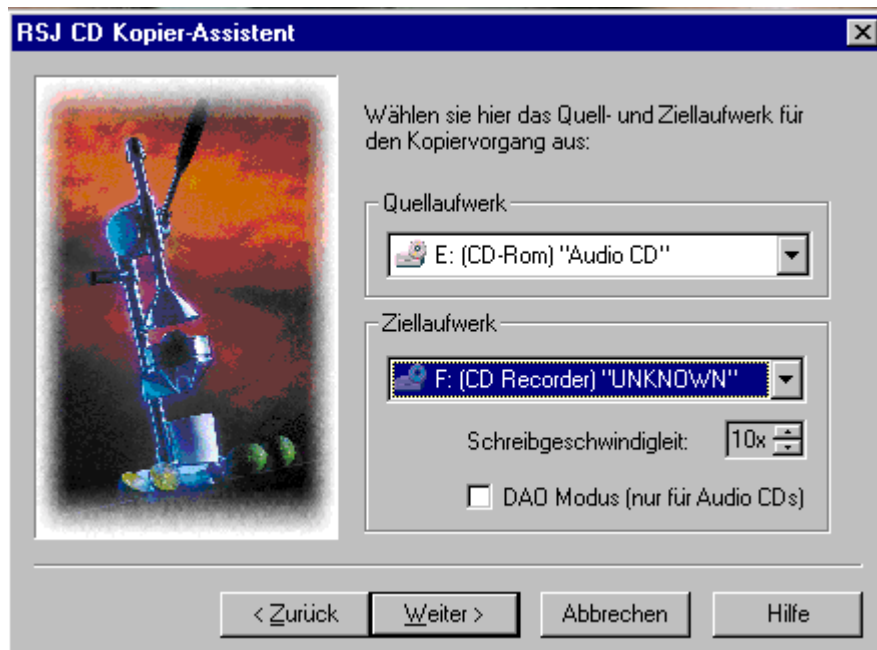 RSJ CD Kopier-Assistent
Wählen sie hier das Quell- und Ziellaufwerk für
den Kopiervorgang aus:
Quellaufwerk
E: (CD-Rom) "Audio CD"
Ziellaufwerk
F: (CD Recorder) "UNKNOWN"
Schreibgeschwindigleit: 10x
DAO Modus (nur für Audio CDs)
< Zurück Weiter > Abbrechen Hilfe